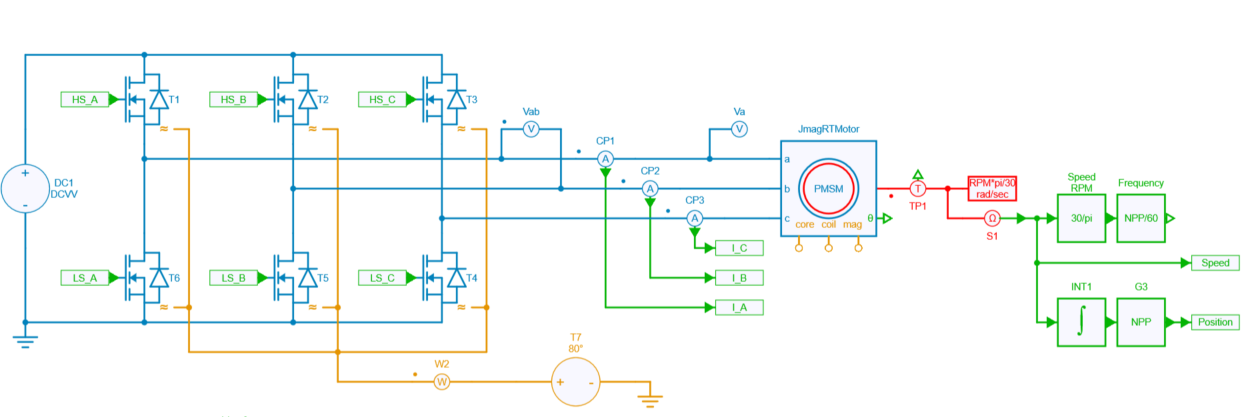 HS_A
T1
HS_B
T2
HS_C
T3
Vab
V
Va
V
JmagRTMotor
CP1
A
CP2
A
CP3
A
a
b
c
PMSM
θ
core coil mag
T
TP1
RPM*pi/30
rad/sec
Ω
S1
Speed
RPM
30/pi
Frequency
NPP/60
DC1
DCVV
+
-
LS_A
T6
LS_B
T5
LS_C
T4
I_C
I_B
I_A
Speed
INT1
∫
G3
NPP
Position
W2
W
T7
80°
+
-